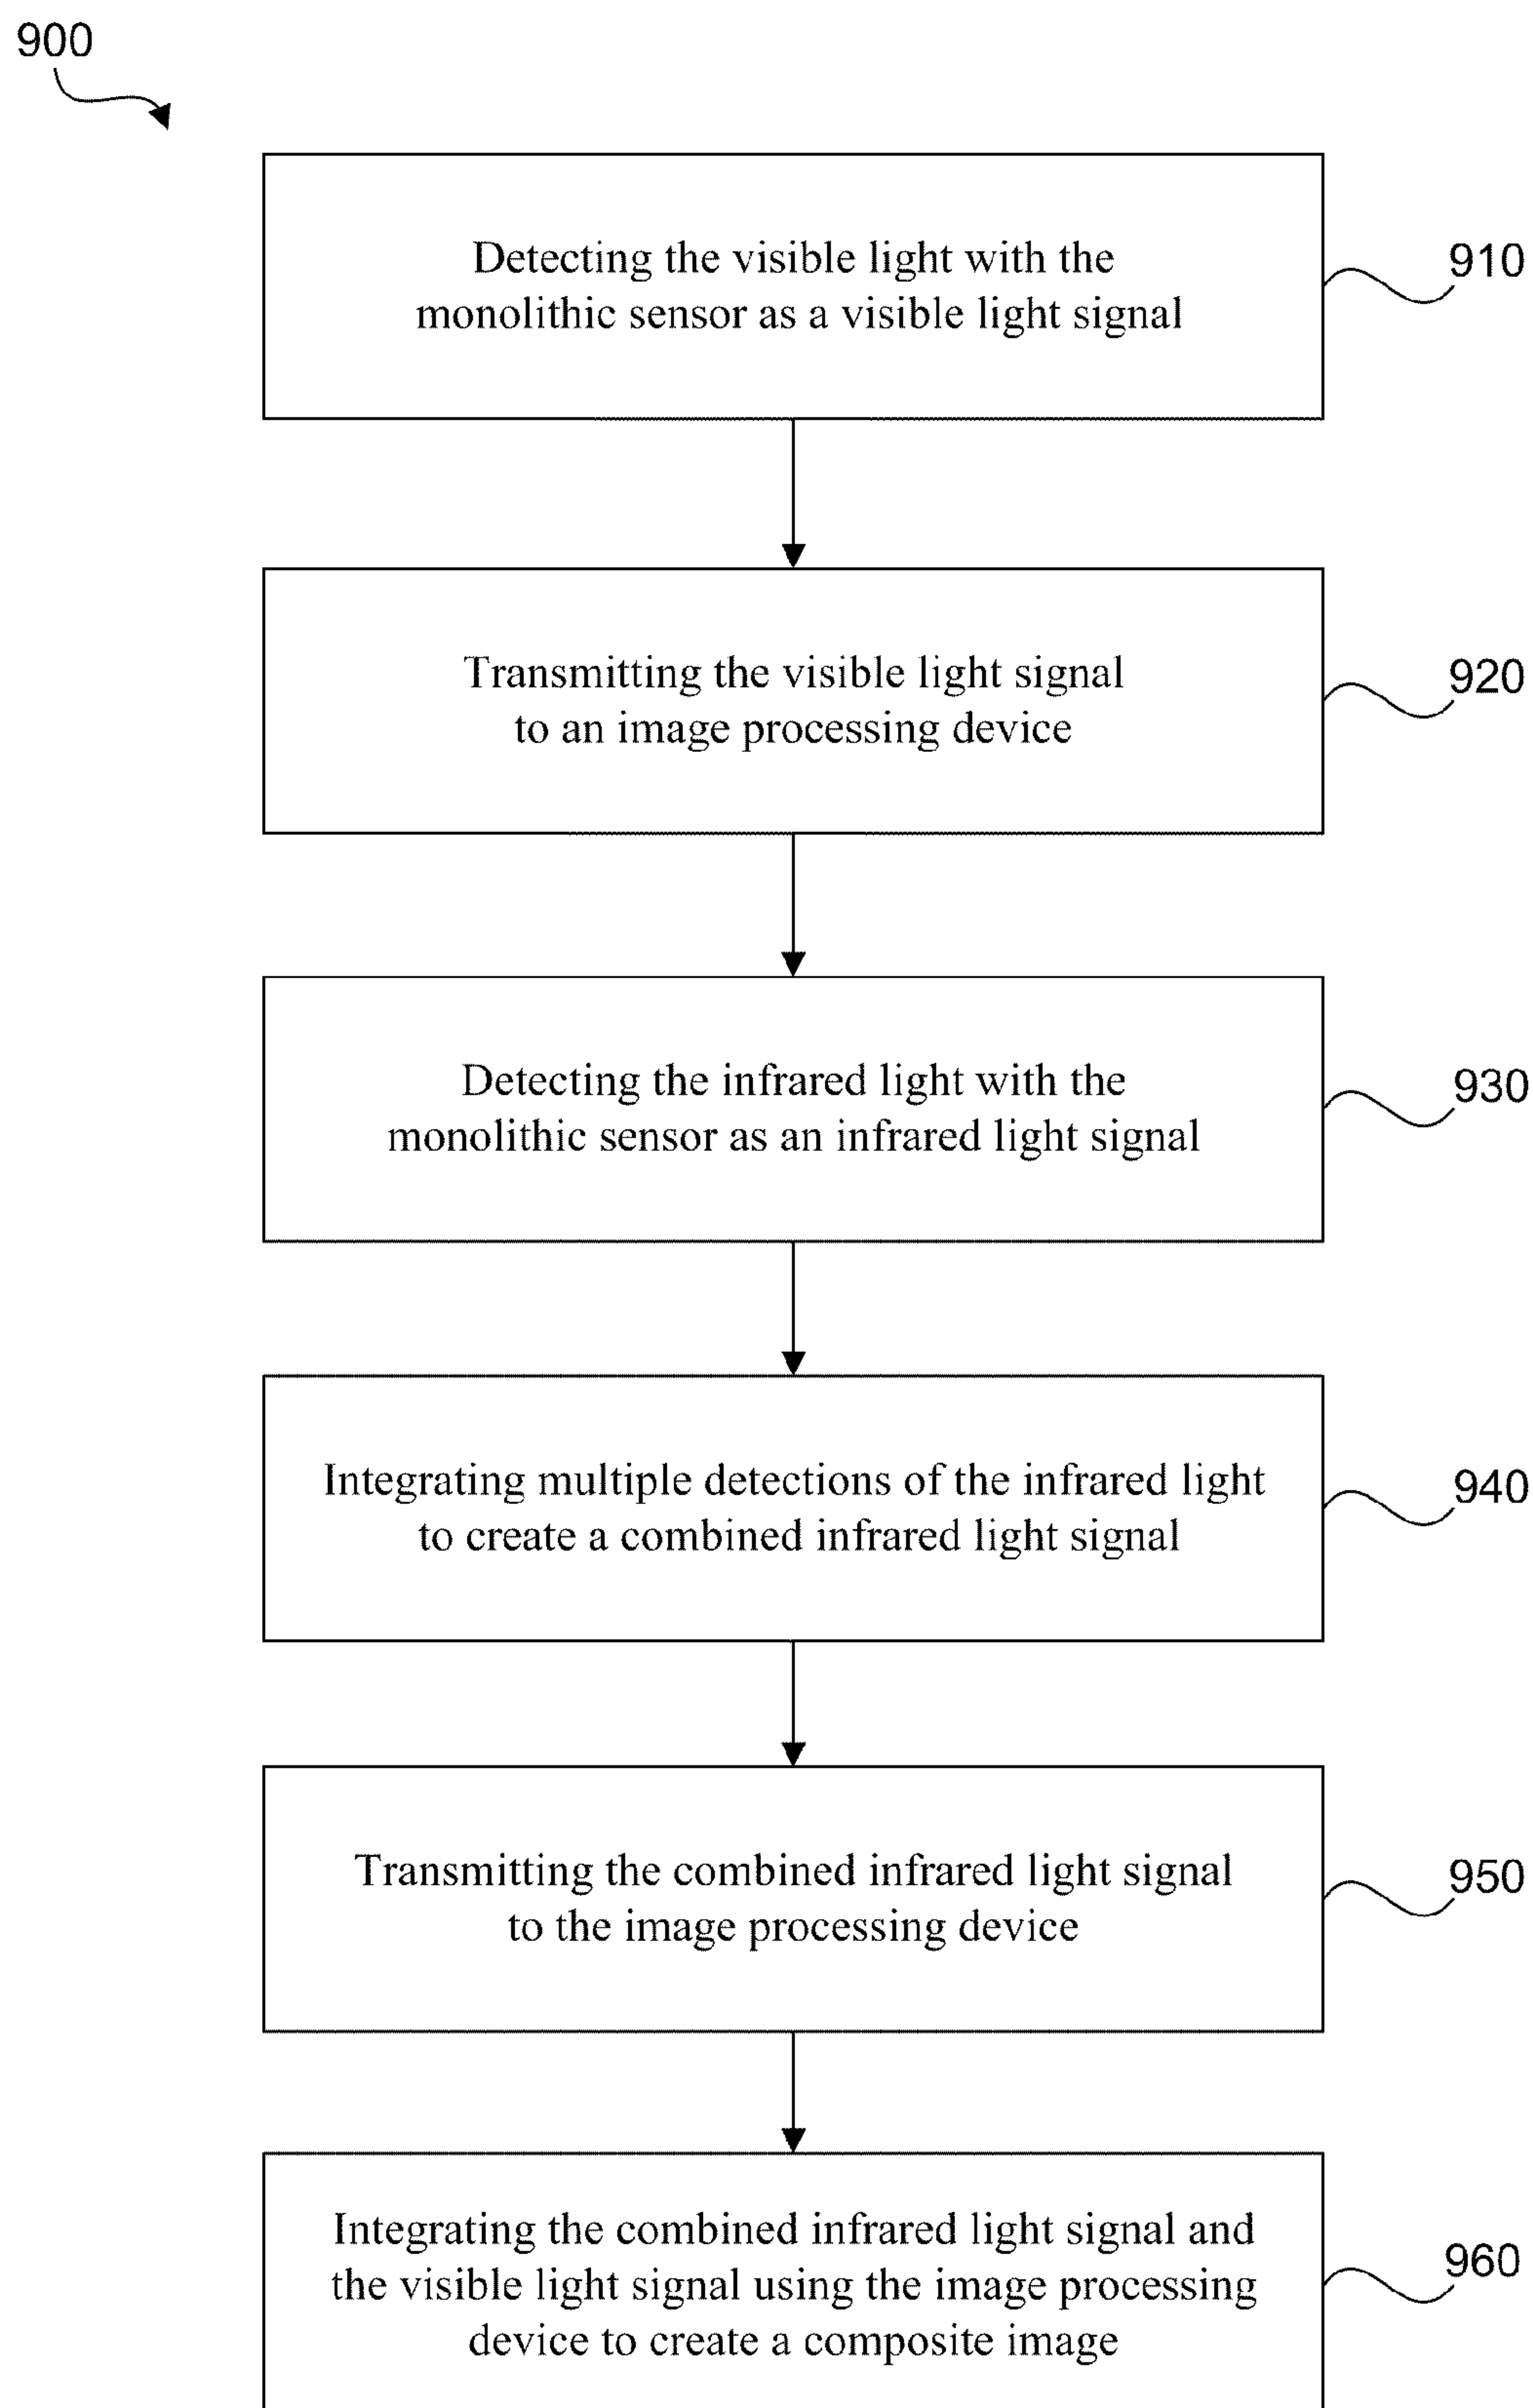 900
Detecting the visible light with the
monolithic sensor as a visible light signal
910
Transmitting the visible light signal
to an image processing device
920
Detecting the infrared light with the
monolithic sensor as an infrared light signal
930
Integrating multiple detections of the infrared light
to create a combined infrared light signal
940
Transmitting the combined infrared light signal
to the image processing device
950
Integrating the combined infrared light signal and
the visible light signal using the image processing
device to create a composite image
960